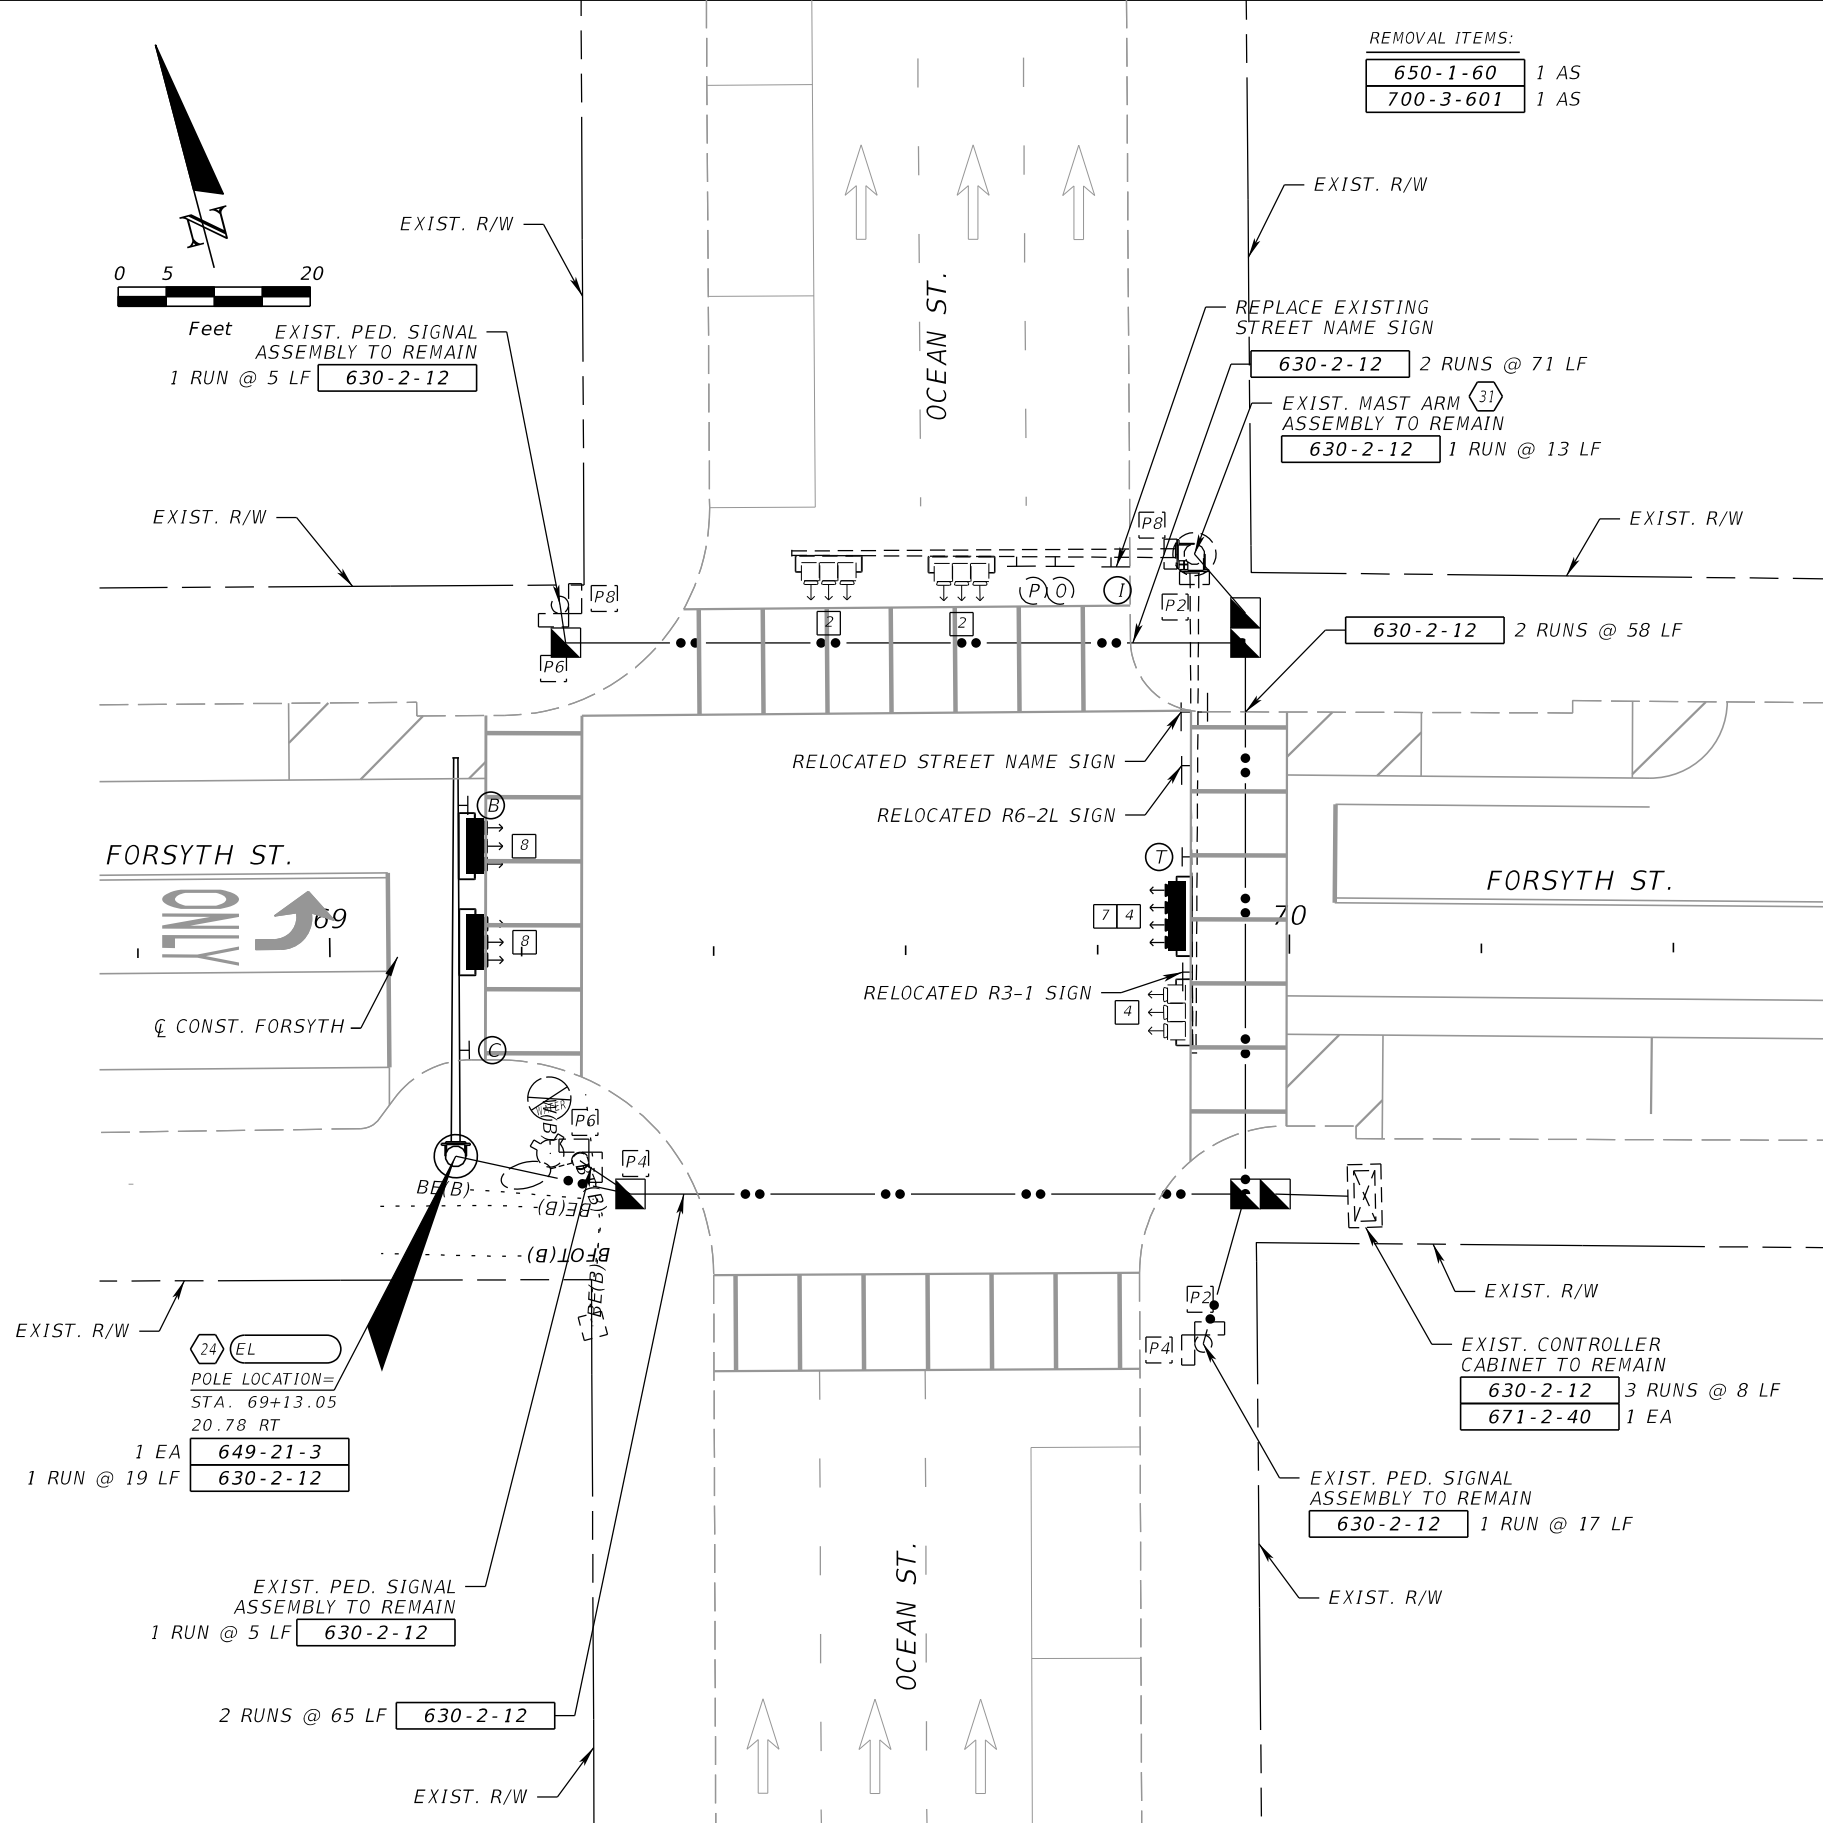 REMOVAL ITEMS:
650-1-60 1 AS
700-3-601 1 AS
N
0 5 20
Feet
EXIST. R/W
EXIST. R/W
EXIST. PED. SIGNAL
ASSEMBLY TO REMAIN
1 RUN @ 5 LF 630-2-12
OCEAN ST.
REPLACE EXISTING
STREET NAME SIGN
630-2-12 2 RUNS @ 71 LF
EXIST. MAST ARM 31
ASSEMBLY TO REMAIN
630-2-12 1 RUN @ 13 LF
EXIST. R/W
EXIST. R/W
P8
P8
P2
I
2
2
P6
630-2-12 2 RUNS @ 58 LF
RELOCATED STREET NAME SIGN
RELOCATED R6-2L SIGN
B
8
FORSYTH ST.
T
FORSYTH ST.
ONLY
69
7 4
70
8
RELOCATED R3-1 SIGN
4
℄ CONST. FORSYTH
C
WATER
P6
P4
BE(B)
BE(B)
BE(B)
BFOT(B)
BE(B)
P2
P4
EXIST. R/W
EXIST. R/W
24 EL
POLE LOCATION=
STA. 69+13.05
20.78 RT
1 EA 649-21-3
1 RUN @ 19 LF 630-2-12
EXIST. CONTROLLER
CABINET TO REMAIN
630-2-12 3 RUNS @ 8 LF
671-2-40 1 EA
EXIST. PED. SIGNAL
ASSEMBLY TO REMAIN
630-2-12 1 RUN @ 17 LF
EXIST. PED. SIGNAL
ASSEMBLY TO REMAIN
1 RUN @ 5 LF 630-2-12
OCEAN ST.
EXIST. R/W
2 RUNS @ 65 LF 630-2-12
EXIST. R/W